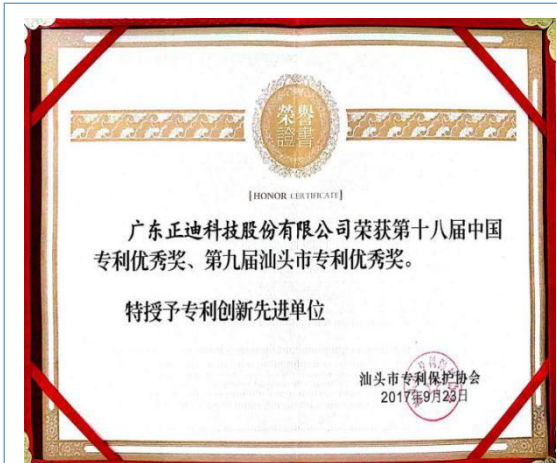 荣誉
證書
[HONOR CERTIFICATE]
广东正迪科技股份有限公司荣获第十八届中国
专利优秀奖、第九届汕头市专利优秀奖。
特授予专利创新先进单位
汕头市专利保护协会
2017年9月23日